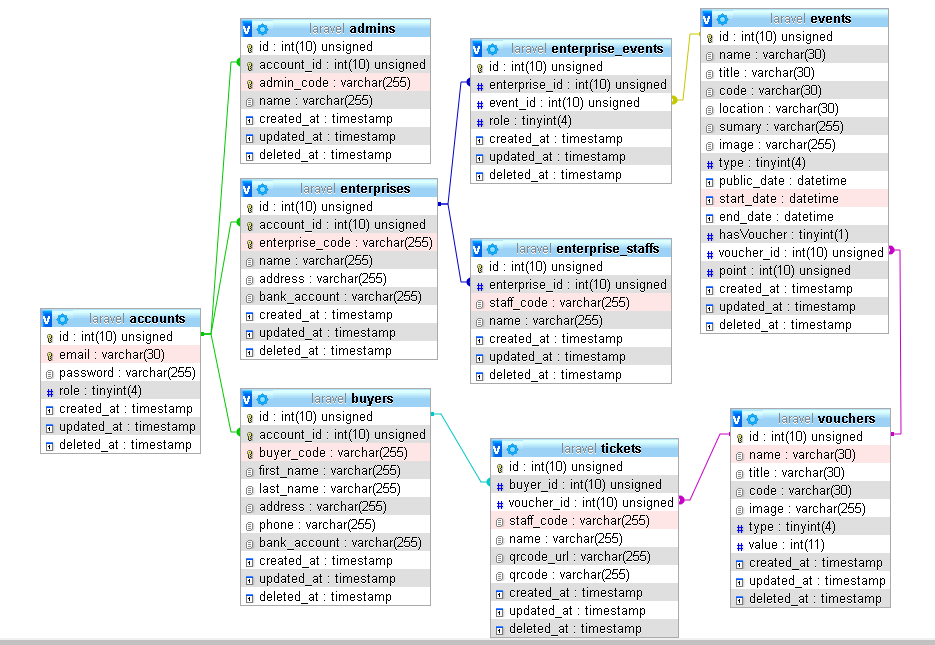 laravel admins
id : int(10) unsigned
account_id : int(10) unsigned
admin_code : varchar(255)
name : varchar(255)
created_at : timestamp
updated_at : timestamp
deleted_at : timestamp
laravel enterprises
id : int(10) unsigned
account_id : int(10) unsigned
enterprise_code : varchar(255)
name : varchar(255)
address : varchar(255)
bank_account : varchar(255)
created_at : timestamp
updated_at : timestamp
deleted_at : timestamp
laravel accounts
id : int(10) unsigned
email : varchar(30)
password : varchar(255)
role : tinyint(4)
created_at : timestamp
updated_at : timestamp
deleted_at : timestamp
laravel buyers
id : int(10) unsigned
account_id : int(10) unsigned
buyer_code : varchar(255)
first_name : varchar(255)
last_name : varchar(255)
address : varchar(255)
phone : varchar(255)
bank_account : varchar(255)
created_at : timestamp
updated_at : timestamp
deleted_at : timestamp
laravel enterprise_events
id : int(10) unsigned
enterprise_id : int(10) unsigned
event_id : int(10) unsigned
role : tinyint(4)
created_at : timestamp
updated_at : timestamp
deleted_at : timestamp
laravel enterprise_staffs
id : int(10) unsigned
enterprise_id : int(10) unsigned
staff_code : varchar(255)
name : varchar(255)
created_at : timestamp
updated_at : timestamp
deleted_at : timestamp
laravel tickets
id : int(10) unsigned
buyer_id : int(10) unsigned
voucher_id : int(10) unsigned
staff_code : varchar(255)
name : varchar(255)
qrcode_url : varchar(255)
qrcode : varchar(255)
created_at : timestamp
updated_at : timestamp
deleted_at : timestamp
laravel events
id : int(10) unsigned
name : varchar(30)
title : varchar(30)
code : varchar(30)
location : varchar(30)
sumary : varchar(255)
image : varchar(255)
type : tinyint(4)
public_date : datetime
start_date : datetime
end_date : datetime
hasVoucher : tinyint(1)
voucher_id : int(10) unsigned
point : int(10) unsigned
created_at : timestamp
updated_at : timestamp
deleted_at : timestamp
laravel vouchers
id : int(10) unsigned
name : varchar(30)
title : varchar(30)
code : varchar(30)
image : varchar(255)
type : tinyint(4)
value : int(11)
created_at : timestamp
updated_at : timestamp
deleted_at : timestamp